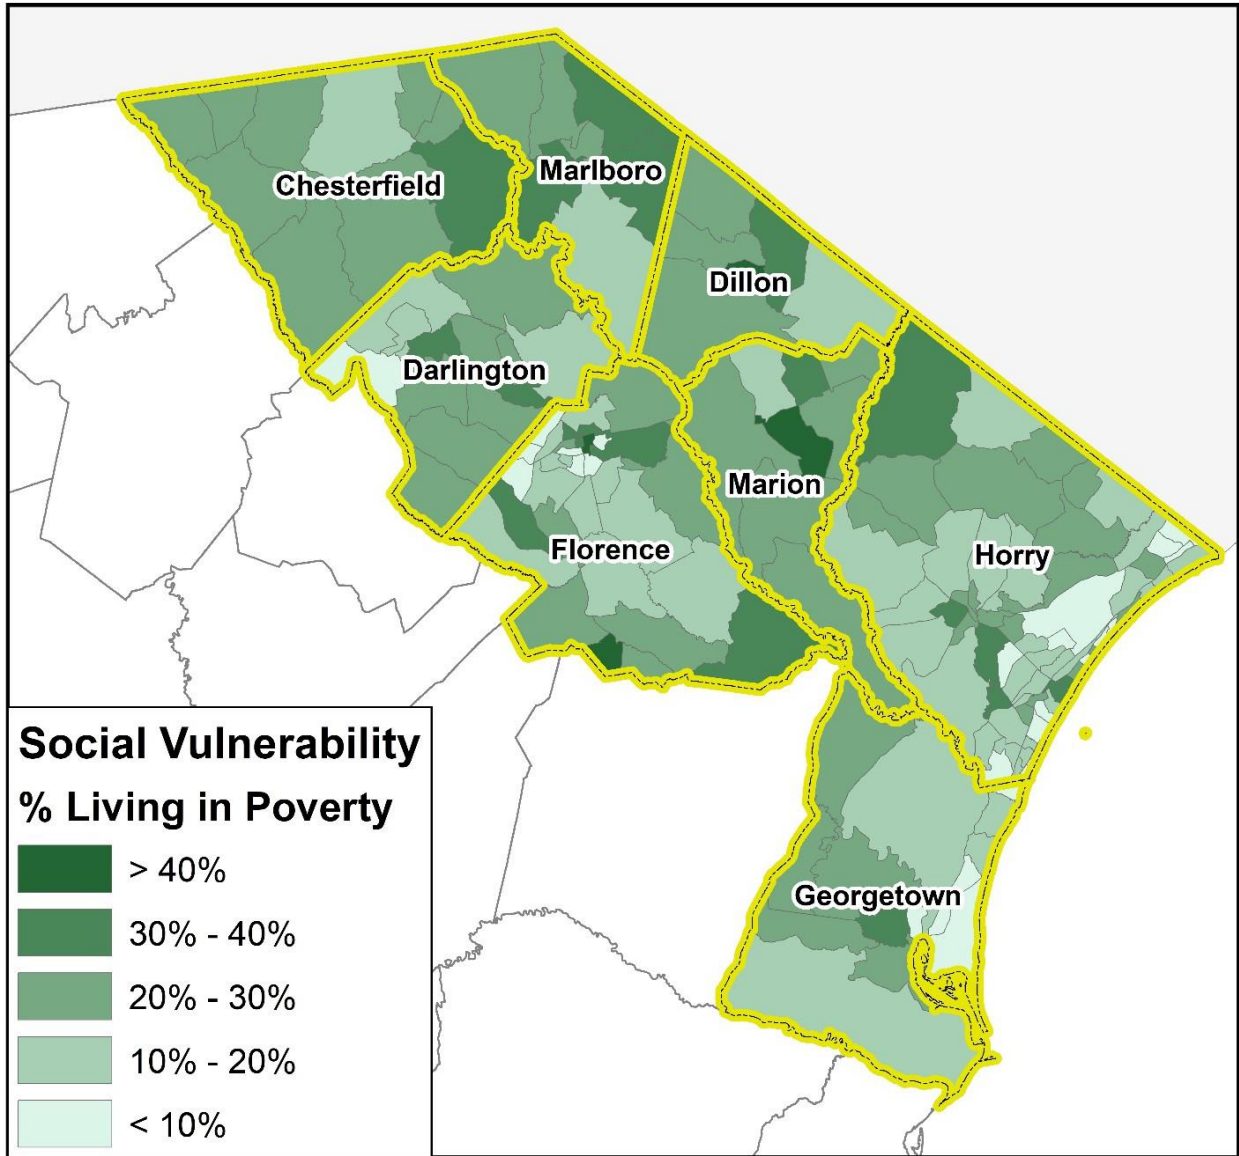 Chesterfield
Marlboro
Dillon
Darlington
Marion
Florence
Horry
Georgetown
Social Vulnerability
% Living in Poverty
> 40%
30% - 40%
20% - 30%
10% - 20%
< 10%